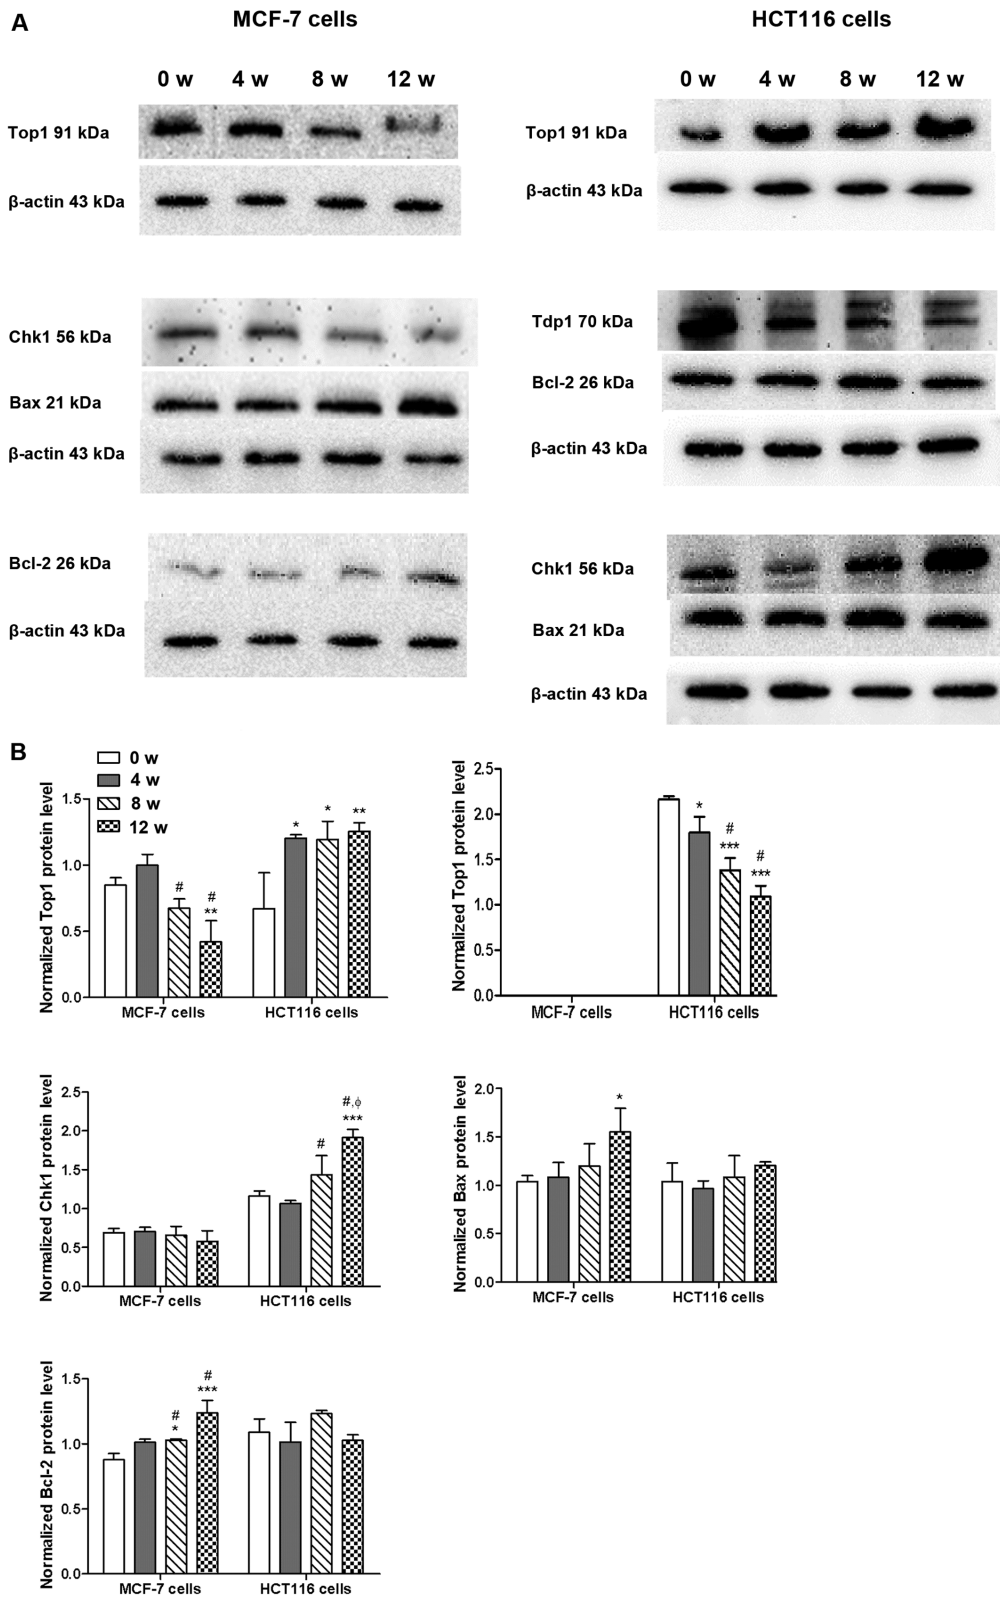 A
MCF-7 cells
HCT116 cells
0 w 4 w 8 w 12 w
0 w 4 w 8 w 12 w
Top1 91 kDa
β-actin 43 kDa
Chk1 56 kDa
Bax 21 kDa
β-actin 43 kDa
Bcl-2 26 kDa
β-actin 43 kDa
Top1 91 kDa
β-actin 43 kDa
Tdp1 70 kDa
Bcl-2 26 kDa
β-actin 43 kDa
Chk1 56 kDa
Bax 21 kDa
β-actin 43 kDa
B
0 w
4 w
8 w
12 w
Normalized Top1 protein level
1.5
1.0
0.5
0.0
#
#
**
*
*
**
MCF-7 cells
HCT116 cells
Normalized Top1 protein level
2.5
2.0
1.5
1.0
0.5
0.0
*
#
***
#
***
MCF-7 cells
HCT116 cells
Normalized Chk1 protein level
2.5
2.0
1.5
1.0
0.5
0.0
#
#,ϕ
***
MCF-7 cells
HCT116 cells
Normalized Bax protein level
2.0
1.5
1.0
0.5
0.0
*
MCF-7 cells
HCT116 cells
Normalized Bcl-2 protein level
1.5
1.0
0.5
0.0
#
*
#
***
MCF-7 cells
HCT116 cells